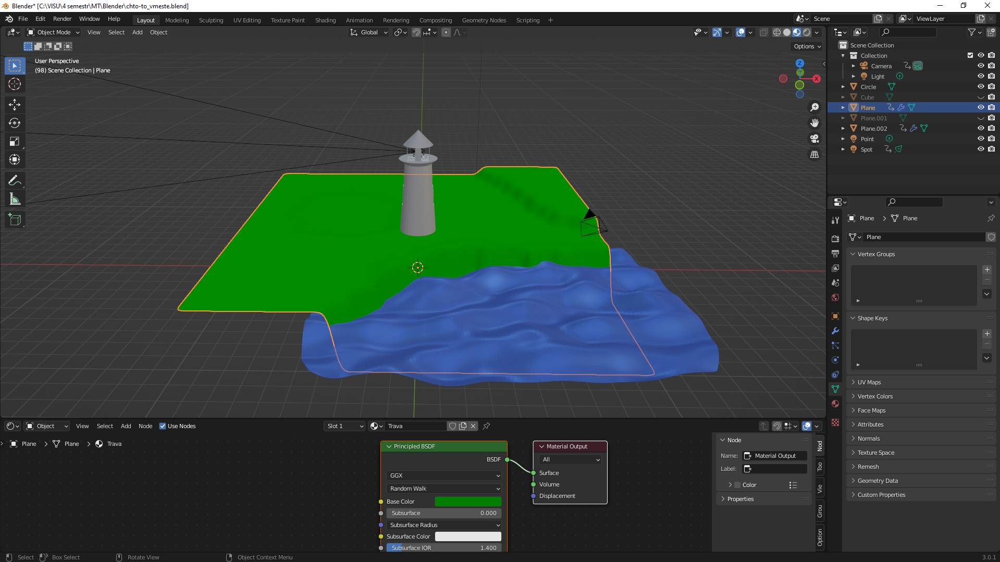 Blender* [C:\VISU\4 semestr\MT\Blender\chto-to_vmeste.blend]
File Edit Render Window Help Layout Modeling Sculpting UV Editing Texture Paint Shading Animation Rendering Compositing Geometry Nodes Scripting + Scene ViewLayer
Object Mode View Select Add Object Global
Options
User Perspective
(98) Scene Collection | Plane
Z
Y
X
Scene Collection
Collection
Camera
Light
Circle
Cube
Plane
Plane.001
Plane.002
Point
Spot
Plane > Plane
Plane
Vertex Groups
Shape Keys
UV Maps
Vertex Colors
Face Maps
Attributes
Normals
Texture Space
Remesh
Geometry Data
Custom Properties
Object View Select Add Node Use Nodes Slot 1 Trava
Plane > Plane > Trava
Principled BSDF
BSDF
GGX
Random Walk
Base Color
Subsurface 0.000
Subsurface Radius
Subsurface Color
Subsurface IOR 1.400
Material Output
All
Surface
Volume
Displacement
Node
Name: Material Output
Label:
Color
Properties
Nod
Too
Vie
Grou
Option
Select Box Select Rotate View Object Context Menu 3.0.1